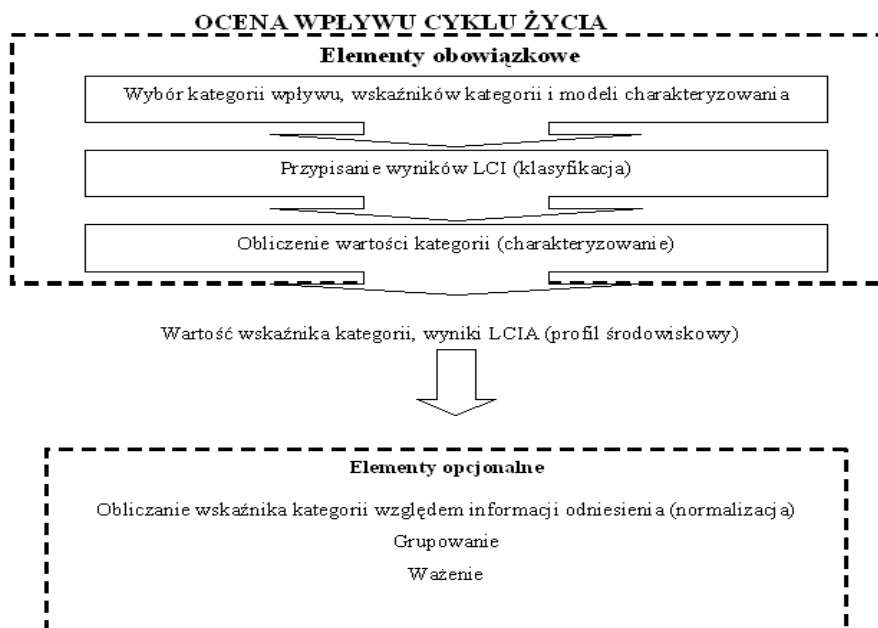 OCENA WPŁYWU CYKLU ŻYCIA
Elementy obowiązkowe
Wybór kategorii wpływu, wskaźników kategorii i modeli charakteryzowania
Przypisanie wyników LCI (klasyfikacja)
Obliczenie wartości kategorii (charakteryzowanie)
Wartość wskaźnika kategorii, wyniki LCIA (profil środowiskowy)
Elementy opcjonalne
Obliczanie wskaźnika kategorii względem informacji odniesienia (normalizacja)
Grupowanie
Ważenie